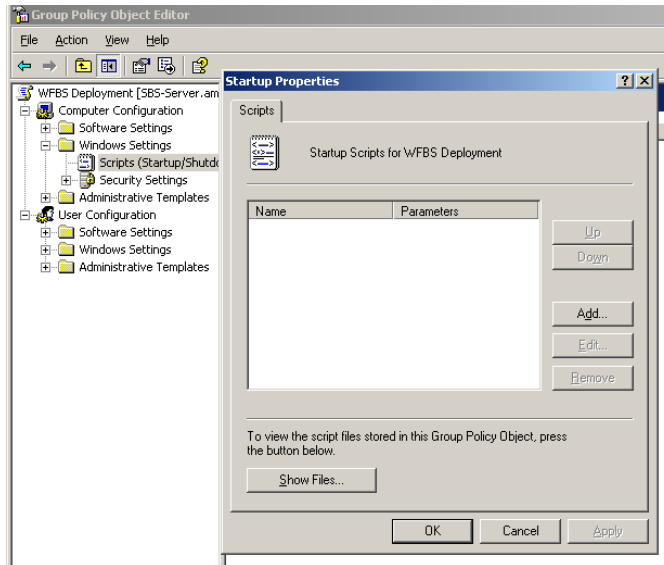 Group Policy Object Editor
File Action View Help
WFBS Deployment [SBS-Server.am
Computer Configuration
Software Settings
Windows Settings
Scripts (Startup/Shutdo
Security Settings
Administrative Templates
User Configuration
Software Settings
Windows Settings
Administrative Templates
Startup Properties
Scripts
Startup Scripts for WFBS Deployment
Name Parameters
Up
Down
Add...
Edit...
Remove
To view the script files stored in this Group Policy Object, press
the button below.
Show Files...
OK Cancel Apply